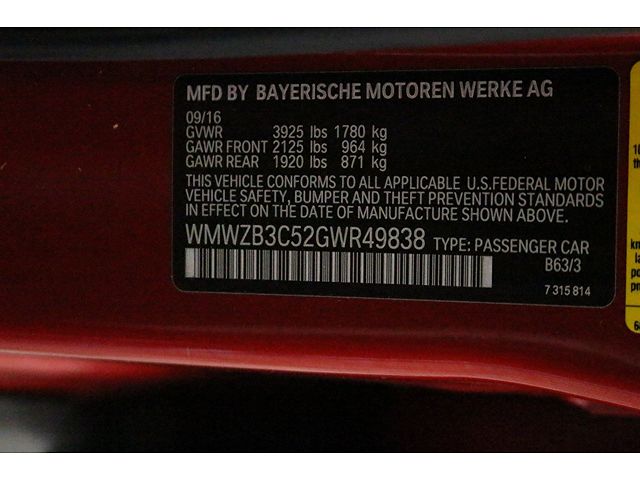 MFD BY BAYERISCHE MOTOREN WERKE AG
09/16
GVWR 3925 lbs 1780 kg
GAWR FRONT 2125 lbs 964 kg
GAWR REAR 1920 lbs 871 kg
THIS VEHICLE CONFORMS TO ALL APPLICABLE U.S.FEDERAL MOTOR
VEHICLE SAFETY, BUMPER AND THEFT PREVENTION STANDARDS
IN EFFECT ON THE DATE OF MANUFACTURE SHOWN ABOVE.
WMWZB3C52GWR49838 TYPE: PASSENGER CAR
B63/3
7 315 814